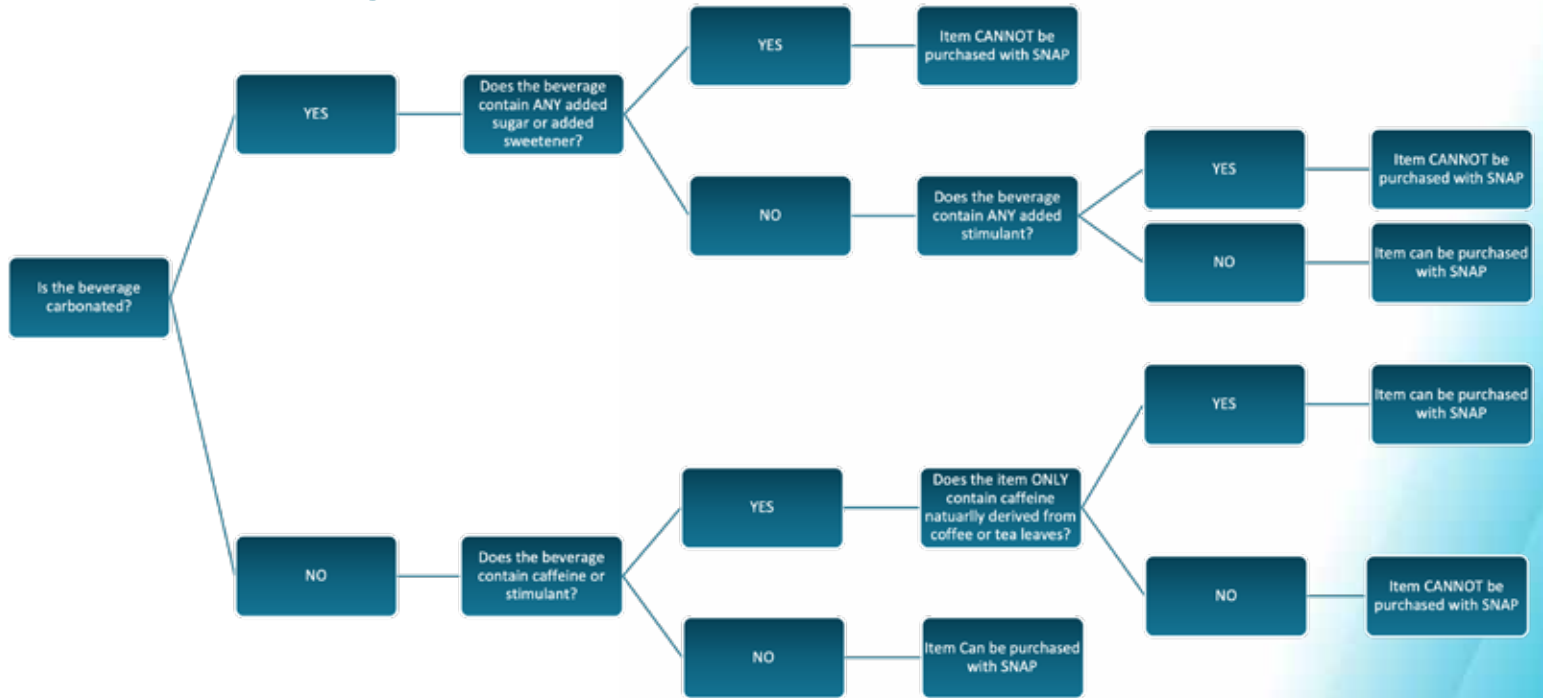 Is the beverage
carbonated?
YES
Does the beverage
contain ANY added
sugar or added
sweetener?
YES
Item CANNOT be
purchased with SNAP
NO
Does the beverage
contain ANY added
stimulant?
YES
Item CANNOT be
purchased with SNAP
NO
Item can be purchased
with SNAP
NO
Does the beverage
contain caffeine or
stimulant?
YES
Does the item ONLY
contain caffeine
natuarlly derived from
coffee or tea leaves?
YES
Item can be purchased
with SNAP
NO
Item CANNOT be
purchased with SNAP
NO
Item Can be purchased
with SNAP